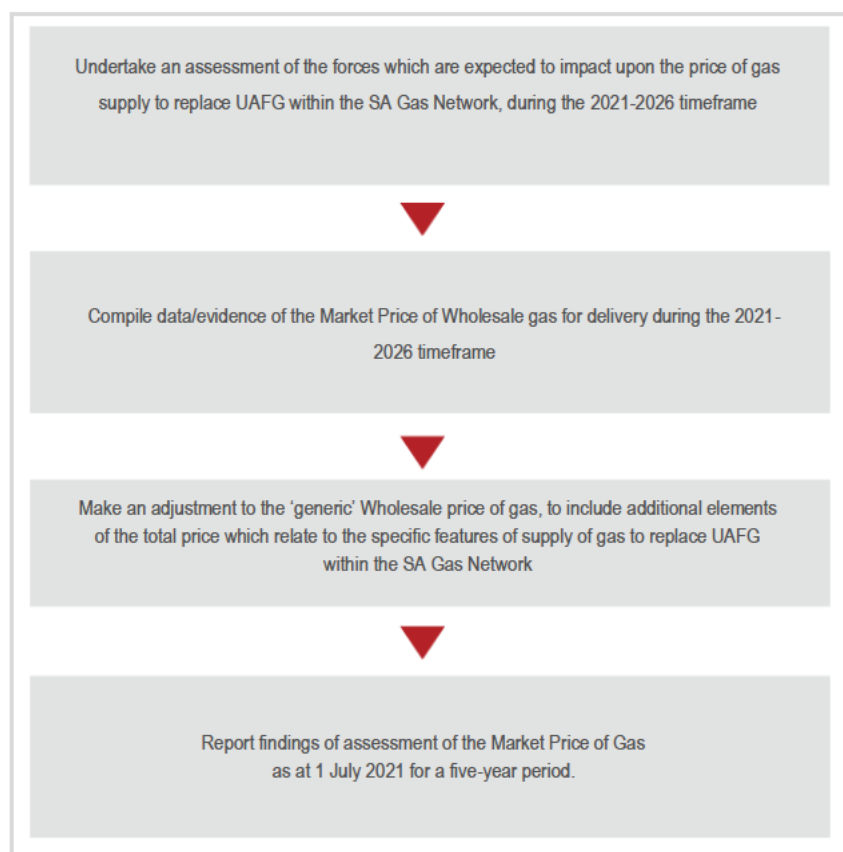 Undertake an assessment of the forces which are expected to impact upon the price of gas
supply to replace UAFG within the SA Gas Network, during the 2021-2026 timeframe
Compile data/evidence of the Market Price of Wholesale gas for delivery during the 2021-
2026 timeframe
Make an adjustment to the ‘generic’ Wholesale price of gas, to include additional elements
of the total price which relate to the specific features of supply of gas to replace UAFG
within the SA Gas Network
Report findings of assessment of the Market Price of Gas
as at 1 July 2021 for a five-year period.